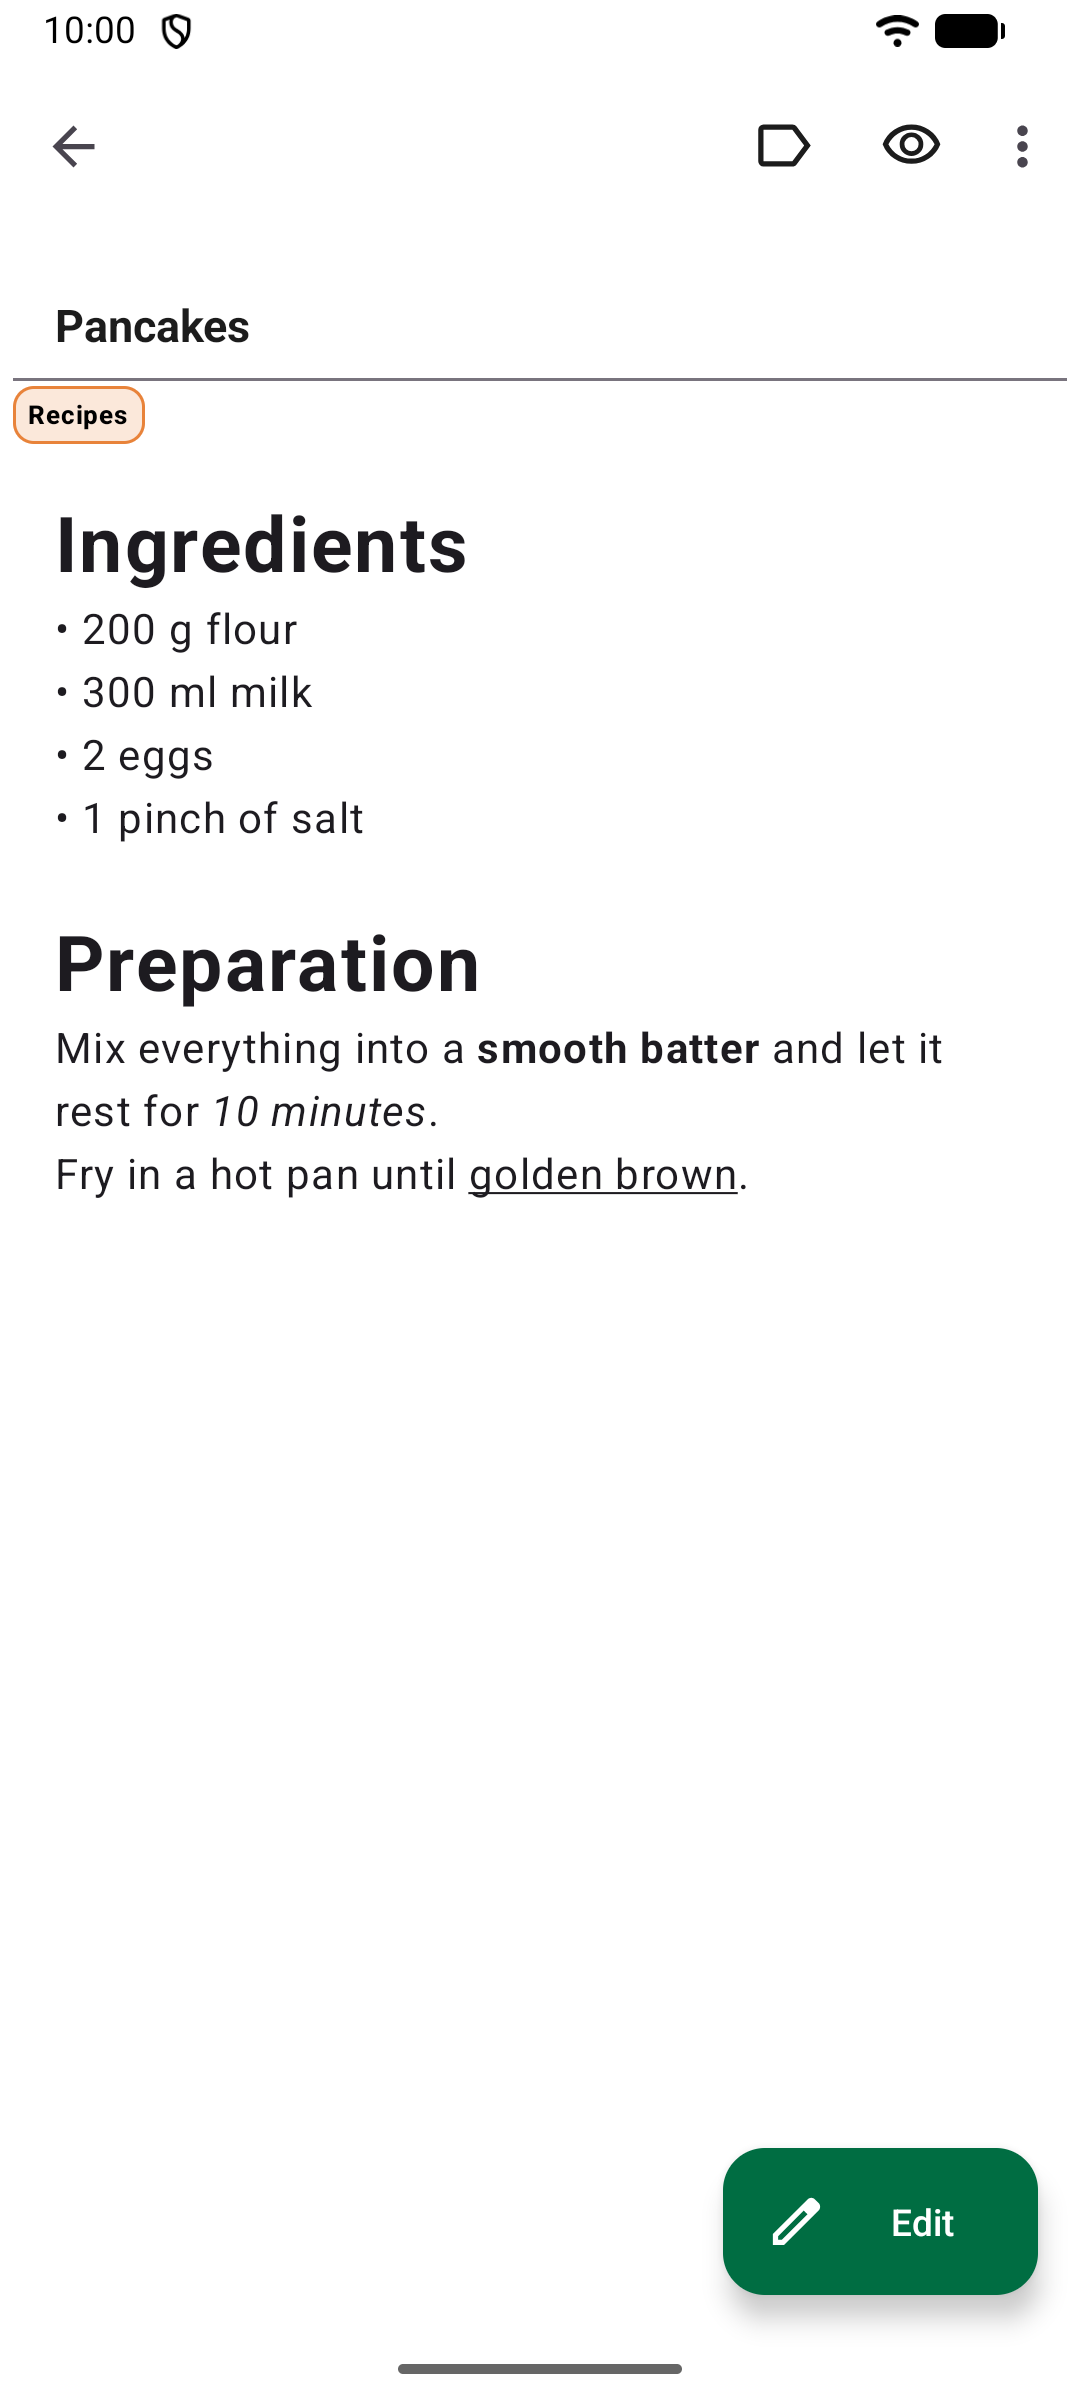 10:00
Pancakes
Recipes
Ingredients
• 200 g flour
• 300 ml milk
• 2 eggs
• 1 pinch of salt
Preparation
Mix everything into a smooth batter and let it
rest for 10 minutes.
Fry in a hot pan until golden brown.
Edit